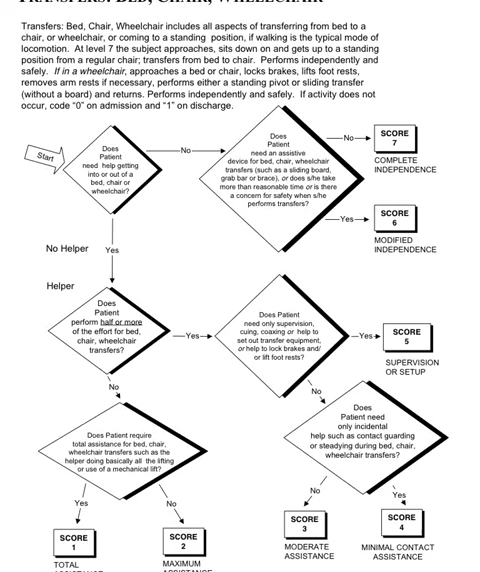 TRANSFERS: BED, CHAIR, WHEELCHAIR
Transfers: Bed, Chair, Wheelchair includes all aspects of transferring from bed to a
chair, or wheelchair, or coming to a standing position, if walking is the typical mode of
locomotion. At level 7 the subject approaches, sits down on and gets up to a standing
position from a regular chair; transfers from bed to chair. Performs independently and
safely. If in a wheelchair, approaches a bed or chair, locks brakes, lifts foot rests,
removes arm rests if necessary, performs either a standing pivot or sliding transfer
(without a board) and returns. Performs independently and safely. If activity does not
occur, code “0” on admission and “1” on discharge.
Start
Does
Patient
need help getting
into or out of a
bed, chair or
wheelchair?
No
Does
Patient
need an assistive
device for bed, chair, wheelchair
transfers (such as a sliding board,
grab bar or brace), or does s/he take
more than reasonable time or is there
a concern for safety when s/he
performs transfers?
No
SCORE
7
COMPLETE
INDEPENDENCE
Yes
SCORE
6
MODIFIED
INDEPENDENCE
No Helper
Yes
Helper
Does
Patient
perform half or more
of the effort for bed,
chair, wheelchair
transfers?
Yes
Does Patient
need only supervision,
cuing, coaxing or help to
set out transfer equipment,
or help to lock brakes and/
or lift foot rests?
Yes
SCORE
5
SUPERVISION
OR SETUP
No
No
Does Patient require
total assistance for bed, chair,
wheelchair transfers such as the
helper doing basically all the lifting
or use of a mechanical lift?
Does
Patient need
only incidental
help such as contact guarding
or steadying during bed, chair,
wheelchair transfers?
Yes
No
No
Yes
SCORE
1
TOTAL
ASSISTANCE
SCORE
2
MAXIMUM
ASSISTANCE
SCORE
3
MODERATE
ASSISTANCE
SCORE
4
MINIMAL CONTACT
ASSISTANCE